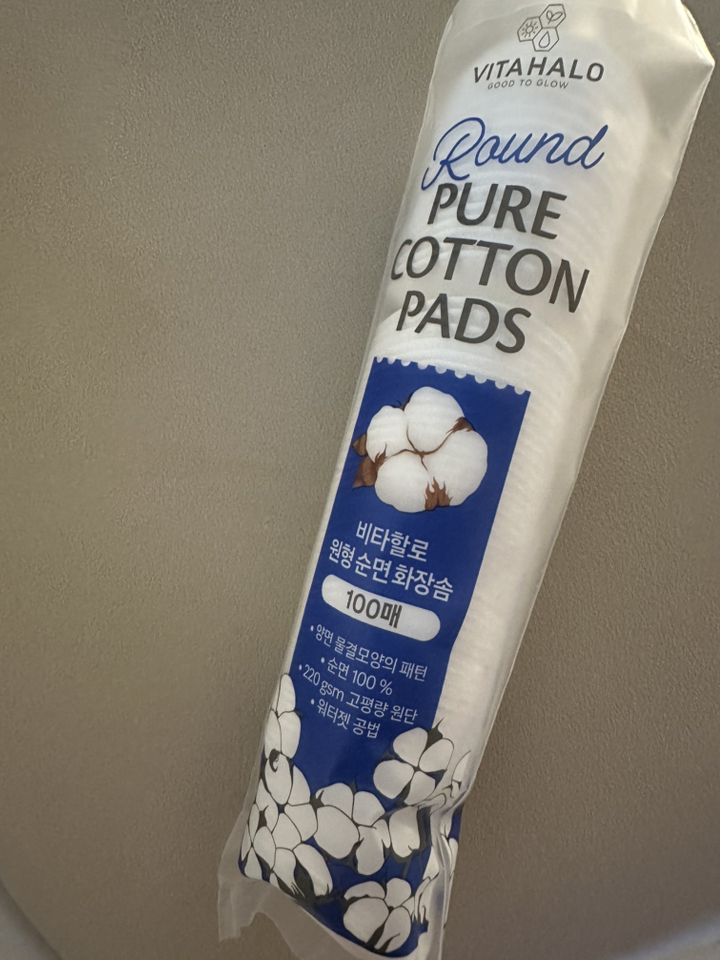 VITAHALO
GOOD TO GLOW
Round
PURE
COTTON
PADS
비타할로
원형 순면 화장솜
100매
• 양면 물결모양의 패턴
• 순면 100 %
• 220 gsm 고평량 원단
• 워터젯 공법